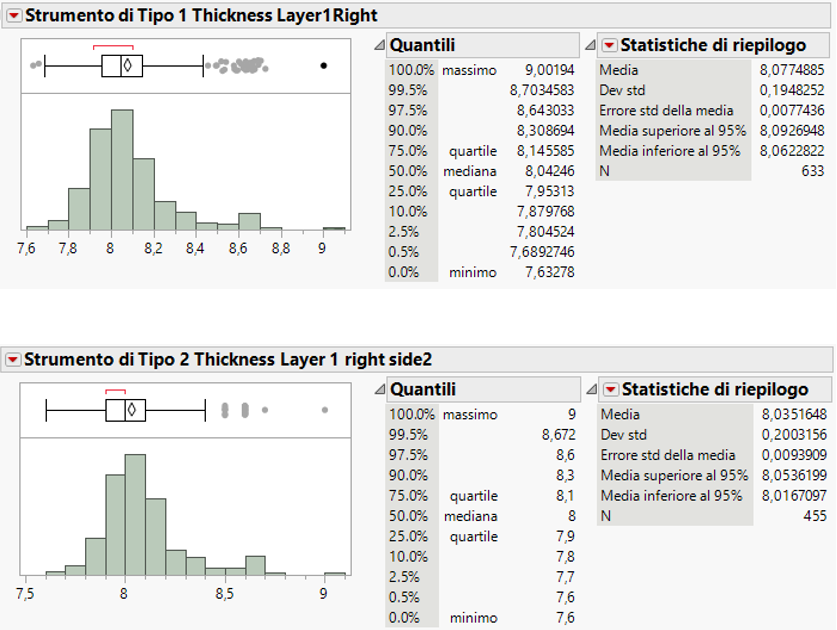 Strumento di Tipo 1 Thickness Layer1Right
7,6 7,8 8 8,2 8,4 8,6 8,8 9
Quantili
100.0% massimo 9,00194
99.5% 8,7034583
97.5% 8,643033
90.0% 8,308694
75.0% quartile 8,145585
50.0% mediana 8,04246
25.0% quartile 7,95313
10.0% 7,879768
2.5% 7,804524
0.5% 7,6892746
0.0% minimo 7,63278
Statistiche di riepilogo
Media 8,0774885
Dev std 0,1948252
Errore std della media 0,0077436
Media superiore al 95% 8,0926948
Media inferiore al 95% 8,0622822
N 633
Strumento di Tipo 2 Thickness Layer 1 right side2
7,5 8 8,5 9
Quantili
100.0% massimo 9
99.5% 8,672
97.5% 8,6
90.0% 8,3
75.0% quartile 8,1
50.0% mediana 8
25.0% quartile 7,9
10.0% 7,8
2.5% 7,7
0.5% 7,6
0.0% minimo 7,6
Statistiche di riepilogo
Media 8,0351648
Dev std 0,2003156
Errore std della media 0,0093909
Media superiore al 95% 8,0536199
Media inferiore al 95% 8,0167097
N 455